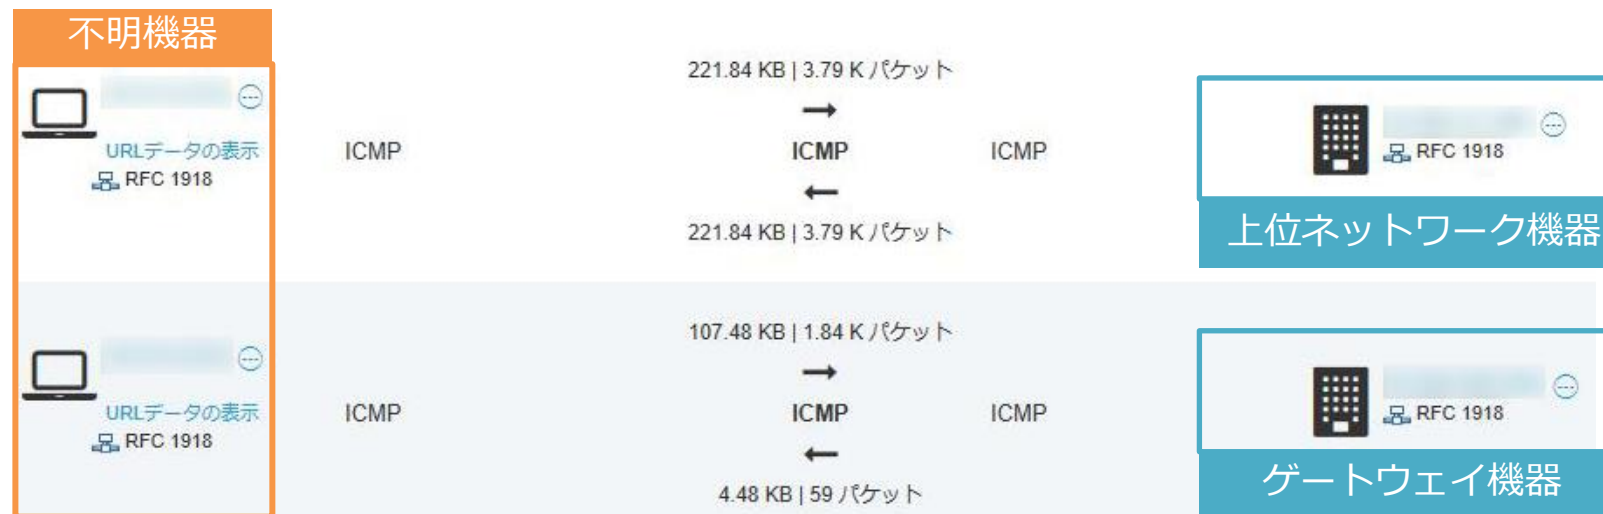 不明機器
221.84 KB | 3.79 K パケット
URLデータの表示
RFC 1918
ICMP
ICMP
ICMP
RFC 1918
221.84 KB | 3.79 K パケット
上位ネットワーク機器
107.48 KB | 1.84 K パケット
URLデータの表示
RFC 1918
ICMP
ICMP
ICMP
RFC 1918
4.48 KB | 59 パケット
ゲートウェイ機器